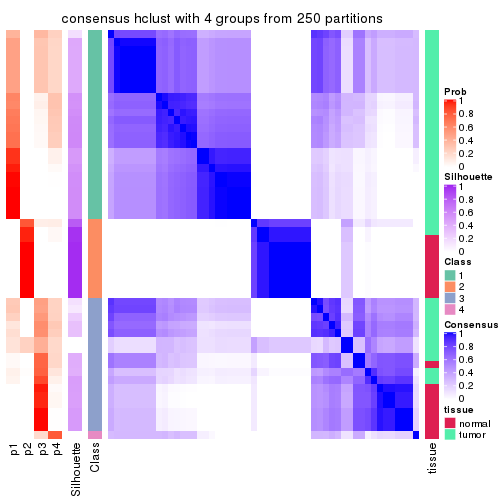 consensus hclust with 4 groups from 250 partitions
Prob
1
0.8
0.6
0.4
0.2
0
Silhouette
1
0.8
0.6
0.4
0.2
0
Class
1
2
3
4
Consensus
1
0.8
0.6
0.4
0.2
0
tissue
normal
tumor
p1
p2
p3
p4
Silhouette
Class
tissue